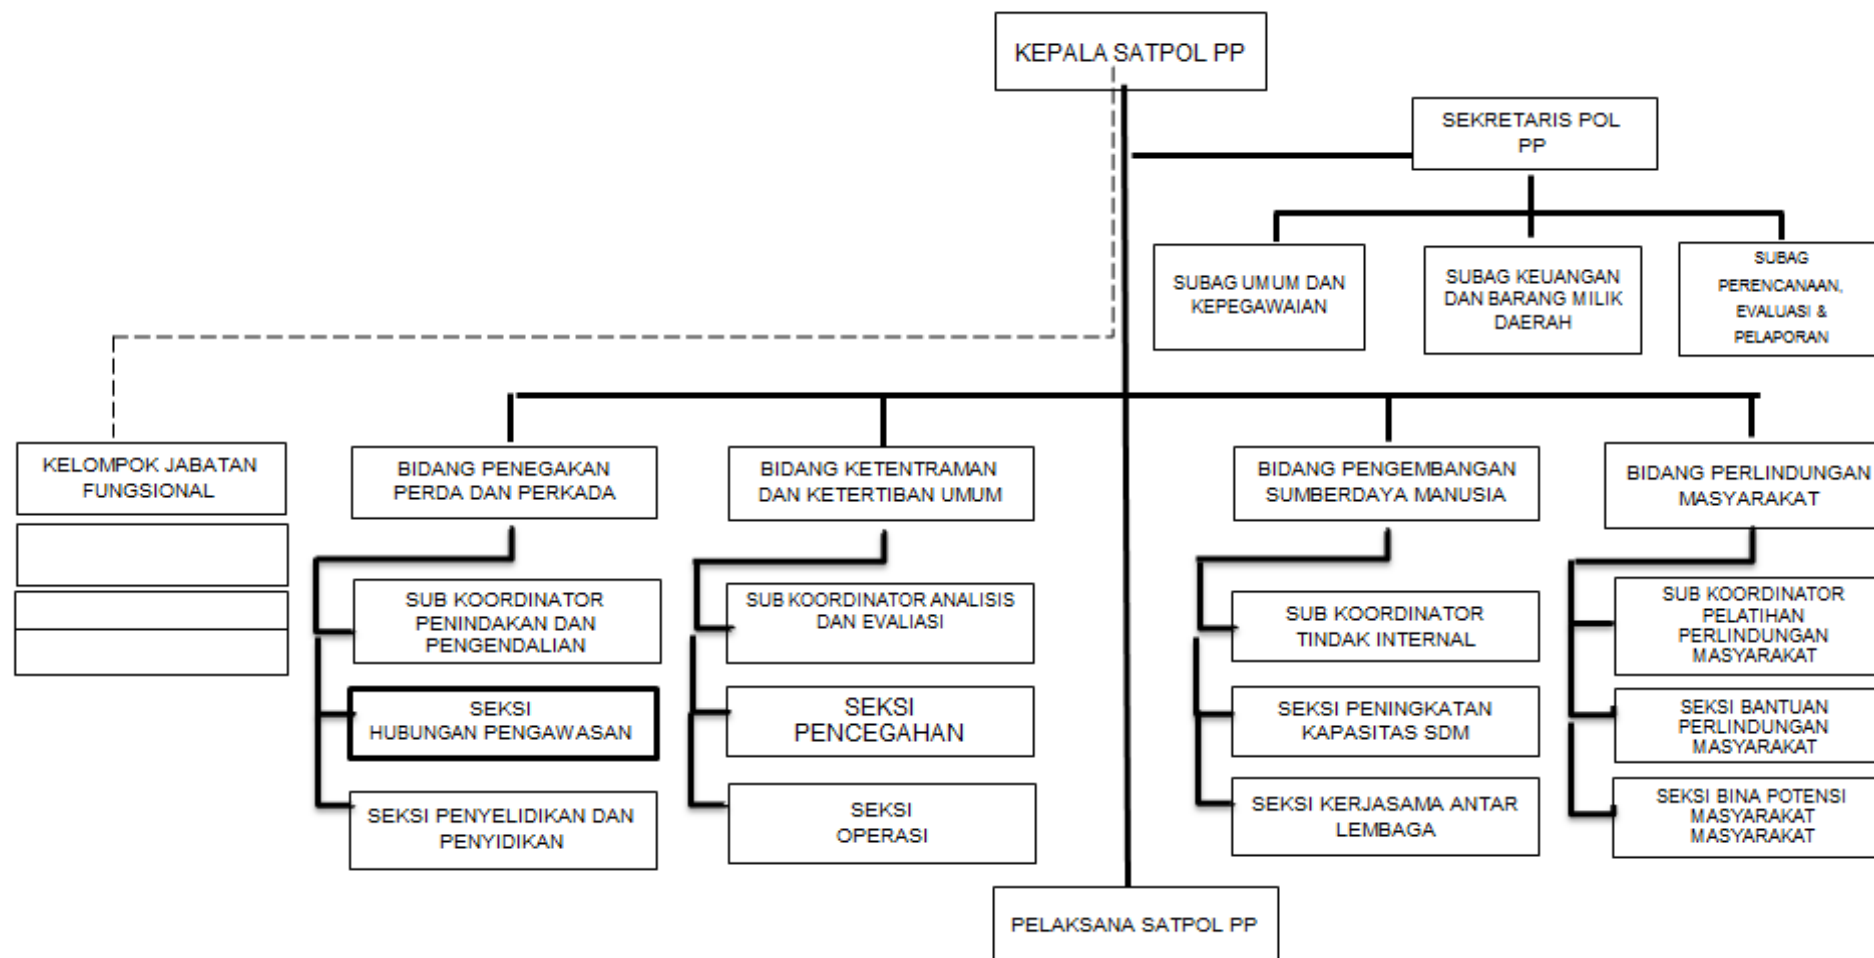 KEPALA SATPOL PP
SEKRETARIS POL
PP
SUBAG UMUM DAN
KEPEGAWAIAN
SUBAG KEUANGAN
DAN BARANG MILIK
DAERAH
SUBAG
PERENCANAAN,
EVALUASI &
PELAPORAN
KELOMPOK JABATAN
FUNGSIONAL
BIDANG PENEGAKAN
PERDA DAN PERKADA
BIDANG KETENTRAMAN
DAN KETERTIBAN UMUM
BIDANG PENGEMBANGAN
SUMBERDAYA MANUSIA
BIDANG PERLINDUNGAN
MASYARAKAT
SUB KOORDINATOR
PENINDAKAN DAN
PENGENDALIAN
SUB KOORDINATOR ANALISIS
DAN EVALIASI
SUB KOORDINATOR
TINDAK INTERNAL
SUB KOORDINATOR
PELATIHAN
PERLINDUNGAN
MASYARAKAT
SEKSI
HUBUNGAN PENGAWASAN
SEKSI
PENCEGAHAN
SEKSI PENINGKATAN
KAPASITAS SDM
SEKSI BANTUAN
PERLINDUNGAN
MASYARAKAT
SEKSI PENYELIDIKAN DAN
PENYIDIKAN
SEKSI
OPERASI
SEKSI KERJASAMA ANTAR
LEMBAGA
SEKSI BINA POTENSI
MASYARAKAT
MASYARAKAT
PELAKSANA SATPOL PP